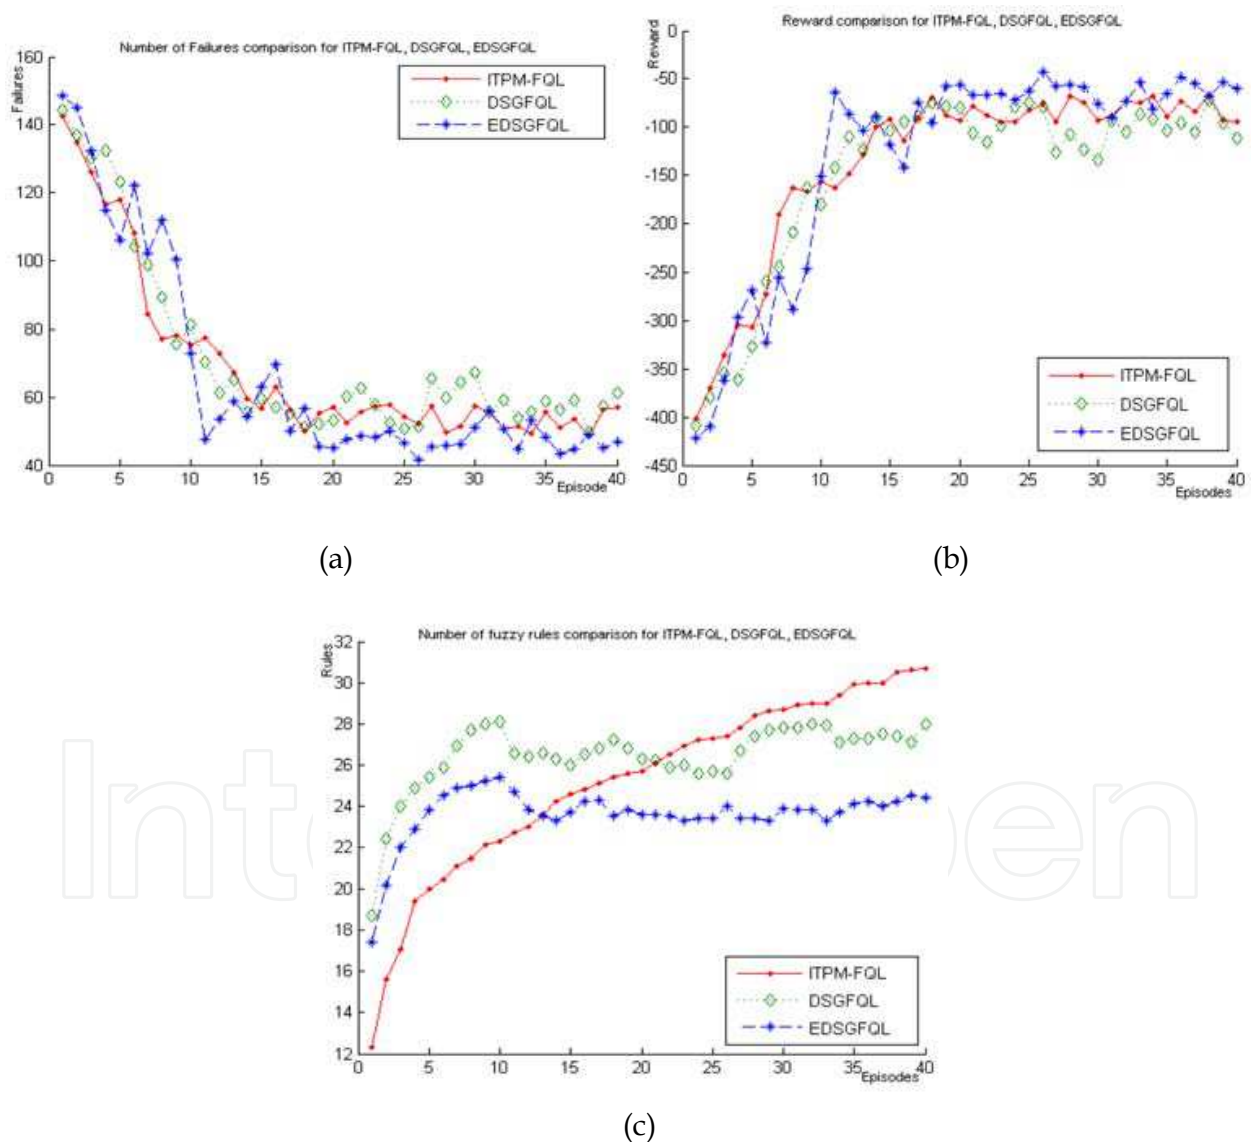 Number of Failures comparison for ITPM-FQL, DSGFQL, EDSGFQL
Failures
160
140
120
100
80
60
40
0 5 10 15 20 25 30 35 40
Episode
ITPM-FQL
DSGFQL
EDSGFQL
(a)
Reward comparison for ITPM-FQL, DSGFQL, EDSGFQL
Reward
0
-50
-100
-150
-200
-250
-300
-350
-400
-450
0 5 10 15 20 25 30 35 40
Episodes
ITPM-FQL
DSGFQL
EDSGFQL
(b)
Number of fuzzy rules comparison for ITPM-FQL, DSGFQL, EDSGFQL
Rules
32
30
28
26
24
22
20
18
16
14
12
0 5 10 15 20 25 30 35 40
Episodes
ITPM-FQL
DSGFQL
EDSGFQL
(c)